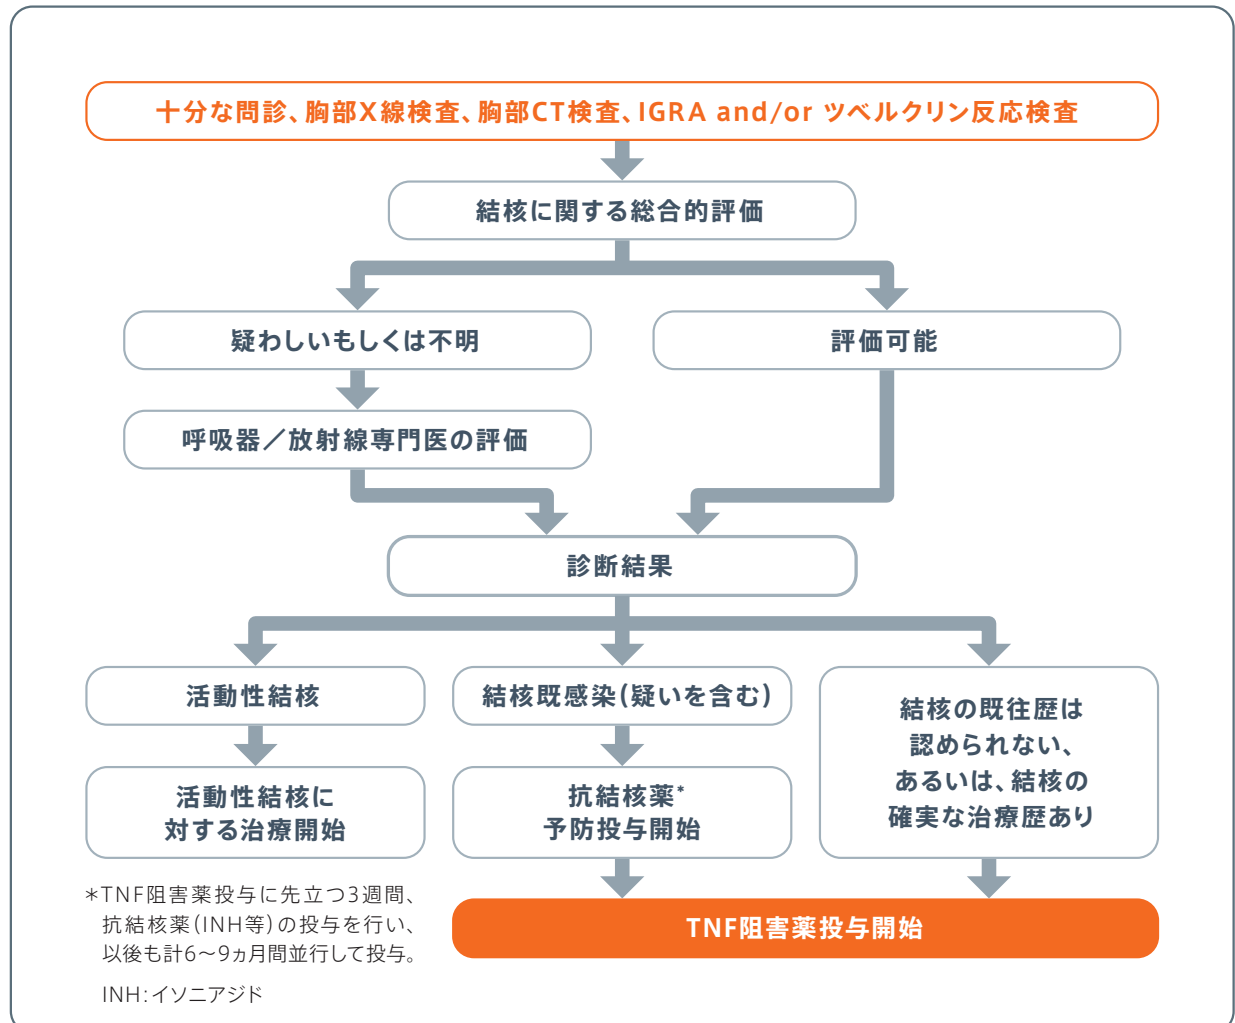 十分な問診、胸部X線検査、胸部CT検査、IGRA and/or ツベルクリン反応検査
結核に関する総合的評価
疑わしいもしくは不明
評価可能
呼吸器／放射線専門医の評価
診断結果
活動性結核
結核既感染(疑いを含む)
結核の既往歴は
認められない、
あるいは、結核の
確実な治療歴あり
活動性結核に
対する治療開始
抗結核薬*
予防投与開始
TNF阻害薬投与開始
＊TNF阻害薬投与に先立つ3週間、
抗結核薬(INH等)の投与を行い、
以後も計6〜9ヵ月間並行して投与。
INH:イソニアジド